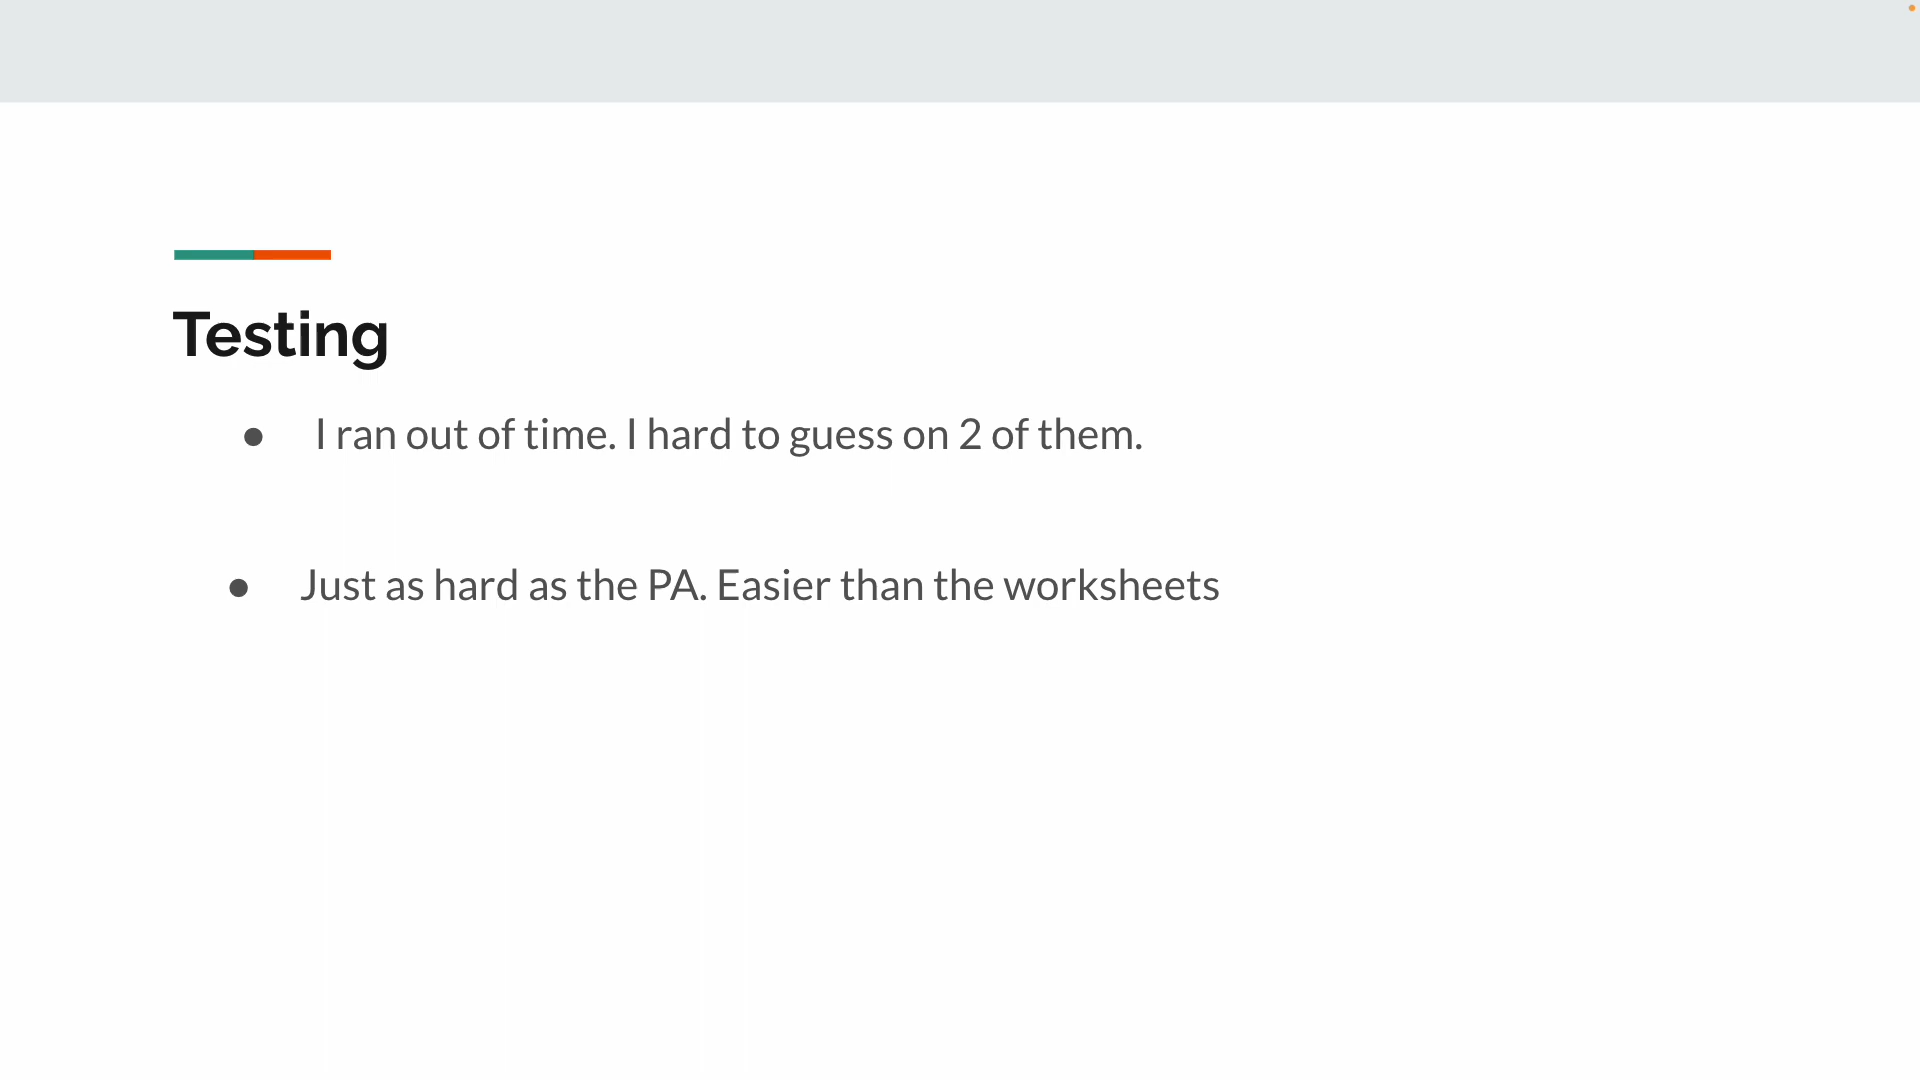 Testing
● I ran out of time. I hard to guess on 2 of them.
● Just as hard as the PA. Easier than the worksheets